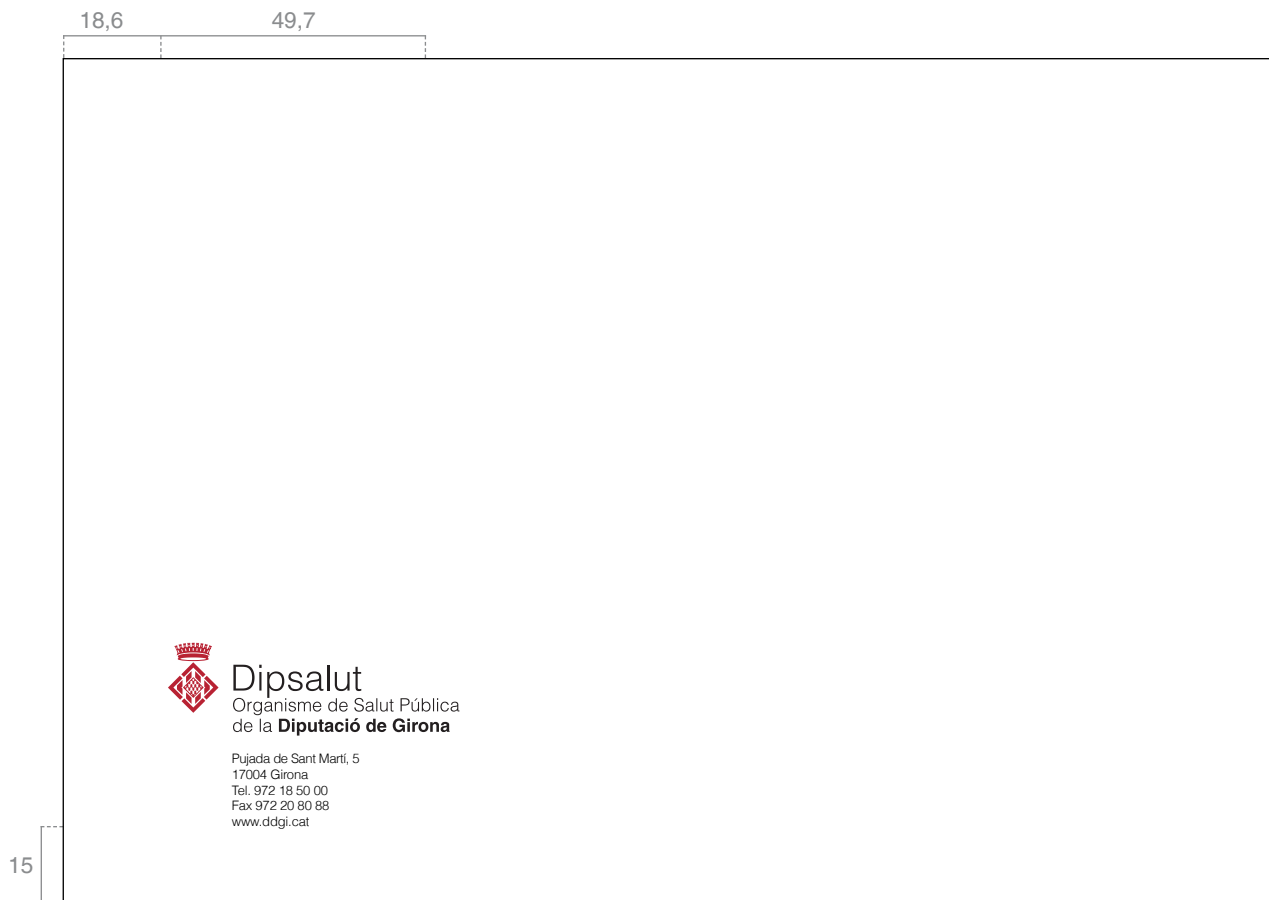 18,6 49,7
Dipsalut
Organisme de Salut Pública
de la Diputació de Girona
Pujada de Sant Martí, 5
17004 Girona
Tel. 972 18 50 00
Fax 972 20 80 88
www.ddgi.cat
15